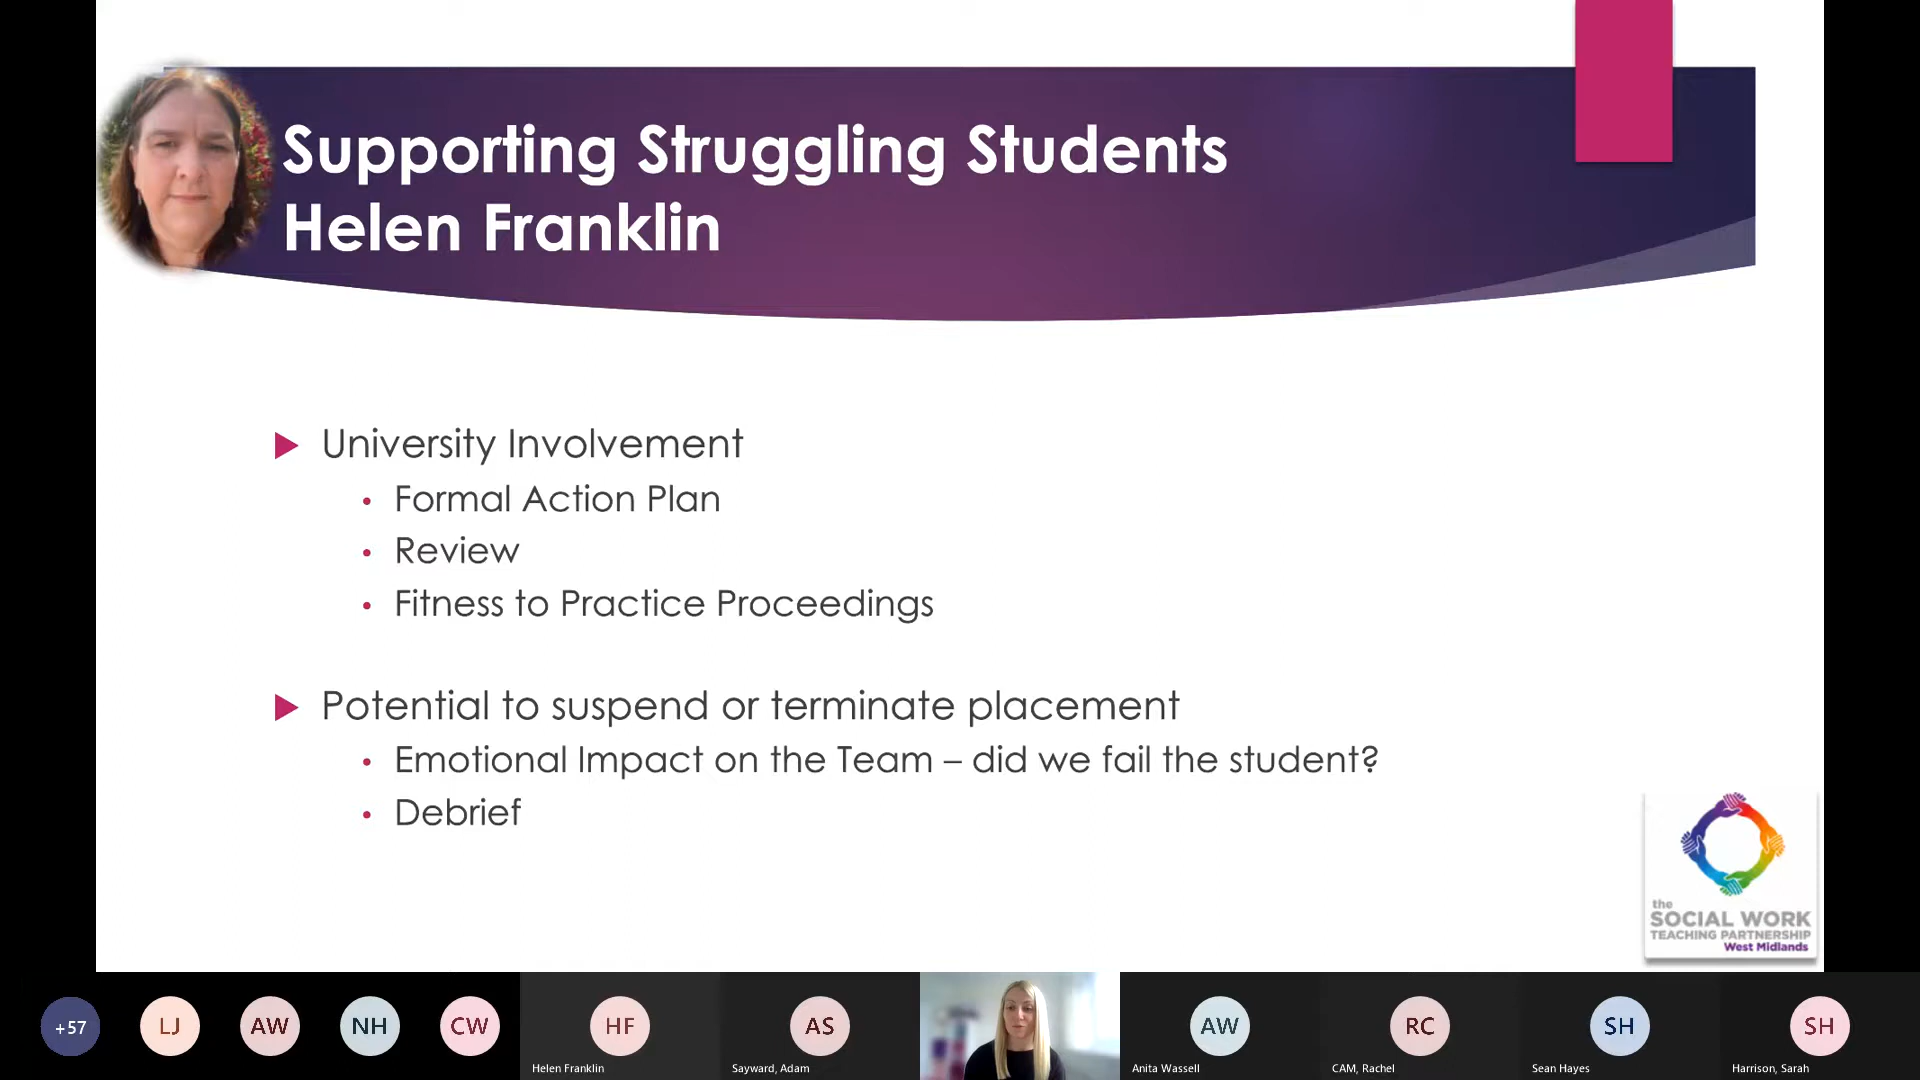 Supporting Struggling Students
Helen Franklin
University Involvement
Formal Action Plan
Review
Fitness to Practice Proceedings
Potential to suspend or terminate placement
Emotional Impact on the Team – did we fail the student?
Debrief
the
SOCIAL WORK
TEACHING PARTNERSHIP
West Midlands
+57
LJ
AW
NH
CW
HF
Helen Franklin
AS
Sayward, Adam
AW
Anita Wassell
RC
CAM, Rachel
SH
Sean Hayes
SH
Harrison, Sarah